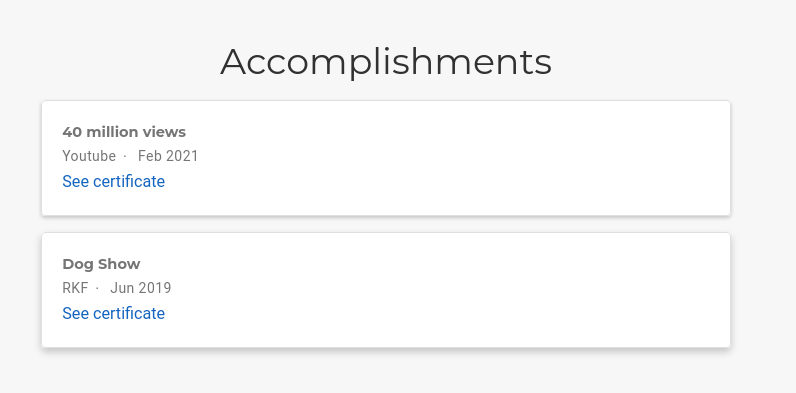 Accomplishments
40 million views
Youtube · Feb 2021
See certificate
Dog Show
RKF · Jun 2019
See certificate